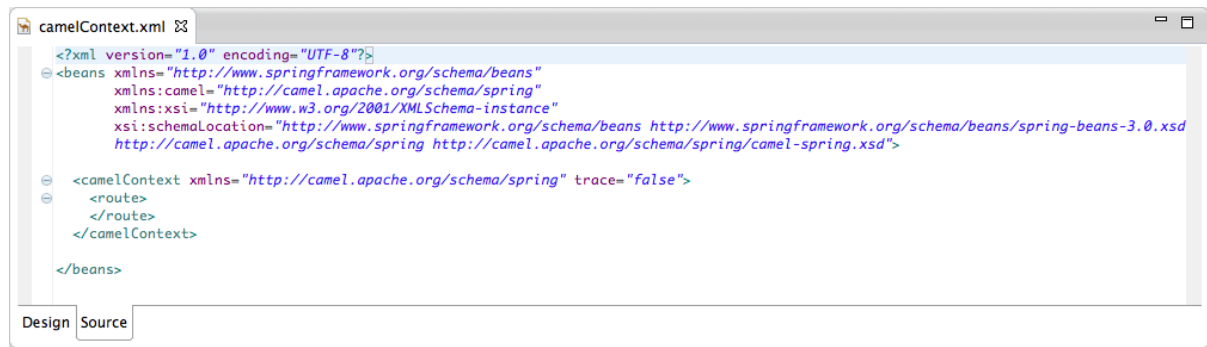 camelContext.xml
<?xml version="1.0" encoding="UTF-8"?>
<beans xmlns="http://www.springframework.org/schema/beans"
xmlns:camel="http://camel.apache.org/schema/spring"
xmlns:xsi="http://www.w3.org/2001/XMLSchema-instance"
xsi:schemaLocation="http://www.springframework.org/schema/beans http://www.springframework.org/schema/beans/spring-beans-3.0.xsd
http://camel.apache.org/schema/spring http://camel.apache.org/schema/spring/camel-spring.xsd">
<camelContext xmlns="http://camel.apache.org/schema/spring" trace="false">
<route>
</route>
</camelContext>
</beans>
Design Source